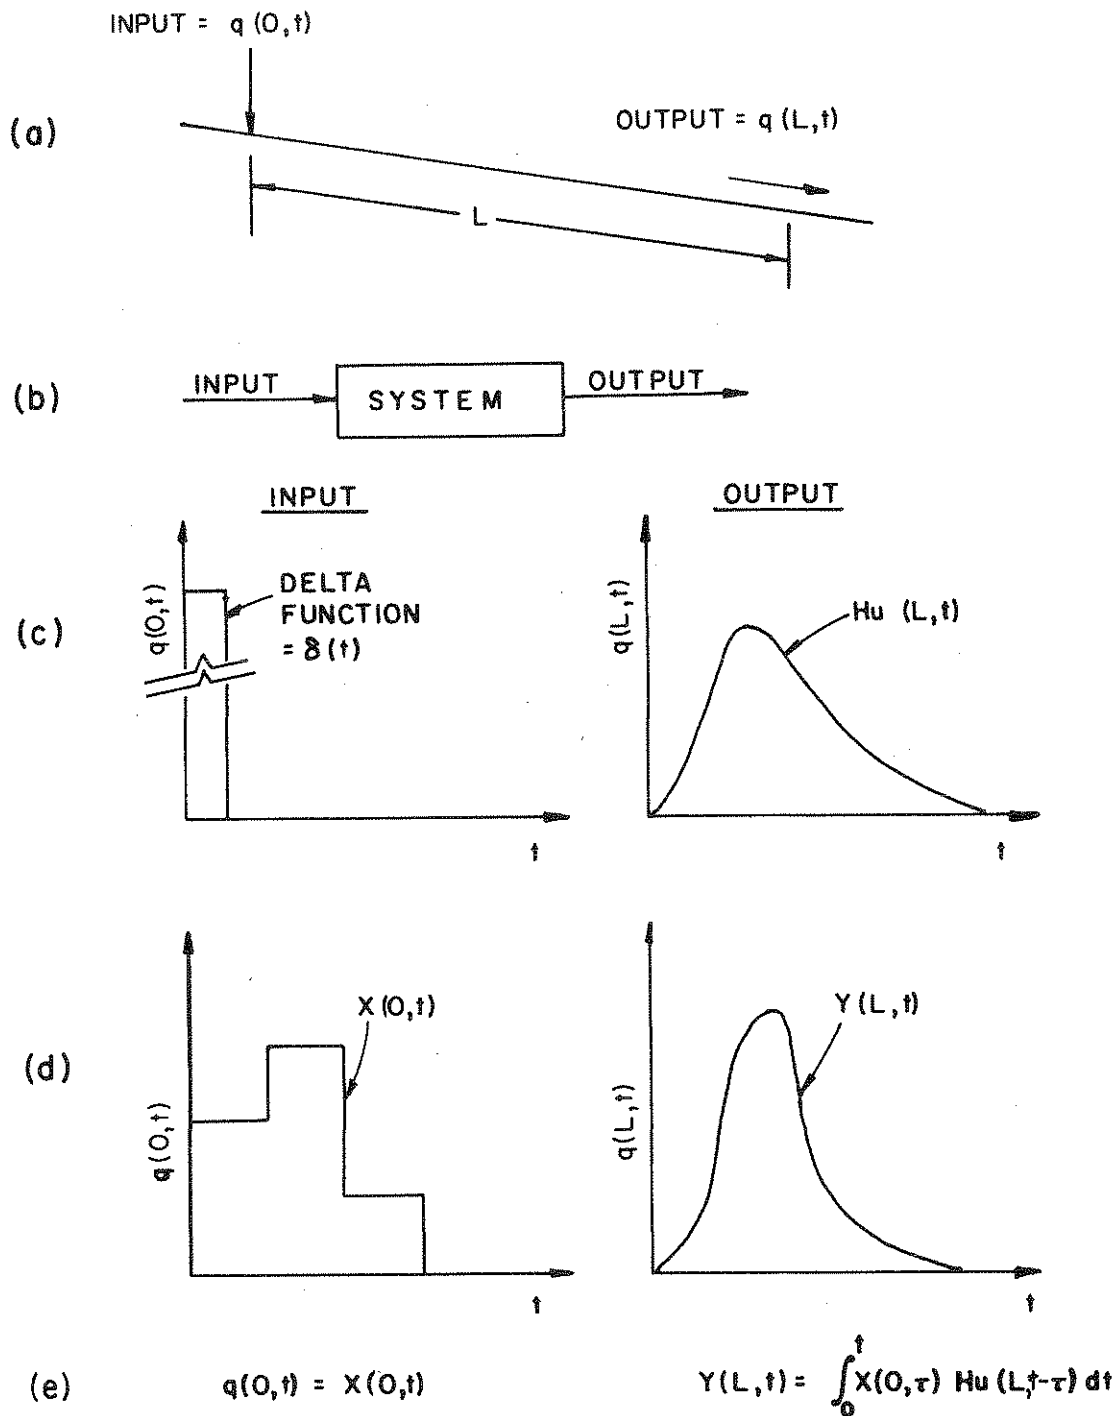 INPUT = q(0,t)
(a)
OUTPUT = q(L,t)
L
(b)
INPUT
SYSTEM
OUTPUT
INPUT
OUTPUT
(c)
q(0,t)
DELTA
FUNCTION
= δ(t)
t
q(L,t)
Hu (L,t)
t
(d)
q(0,t)
X(0,t)
t
q(L,t)
Y(L,t)
t
(e)
q(0,t) = X(0,t)
Y(L,t) = ∫₀ᵗ X(0,τ) Hu (L,t-τ) dt